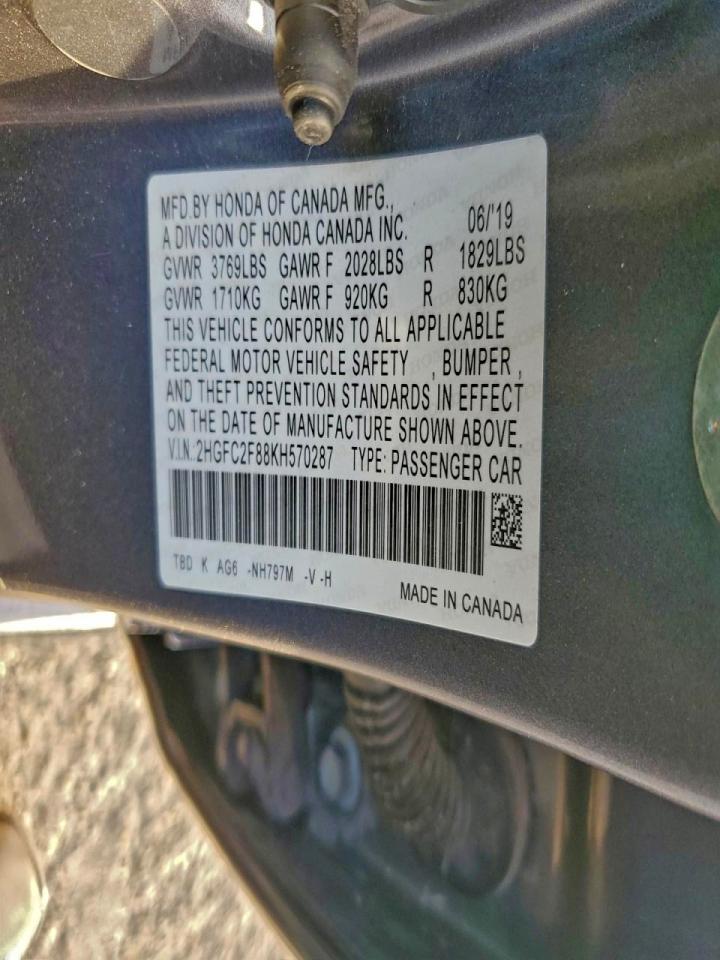 MFD.BY HONDA OF CANADA MFG.,
A DIVISION OF HONDA CANADA INC. 06/'19
GVWR 3769LBS GAWR F 2028LBS R 1829LBS
GVWR 1710KG GAWR F 920KG R 830KG
THIS VEHICLE CONFORMS TO ALL APPLICABLE
FEDERAL MOTOR VEHICLE SAFETY , BUMPER ,
AND THEFT PREVENTION STANDARDS IN EFFECT
ON THE DATE OF MANUFACTURE SHOWN ABOVE.
V.I.N.:2HGFC2F88KH570287 TYPE: PASSENGER CAR
TBD K AG6 -NH797M -V -H
MADE IN CANADA